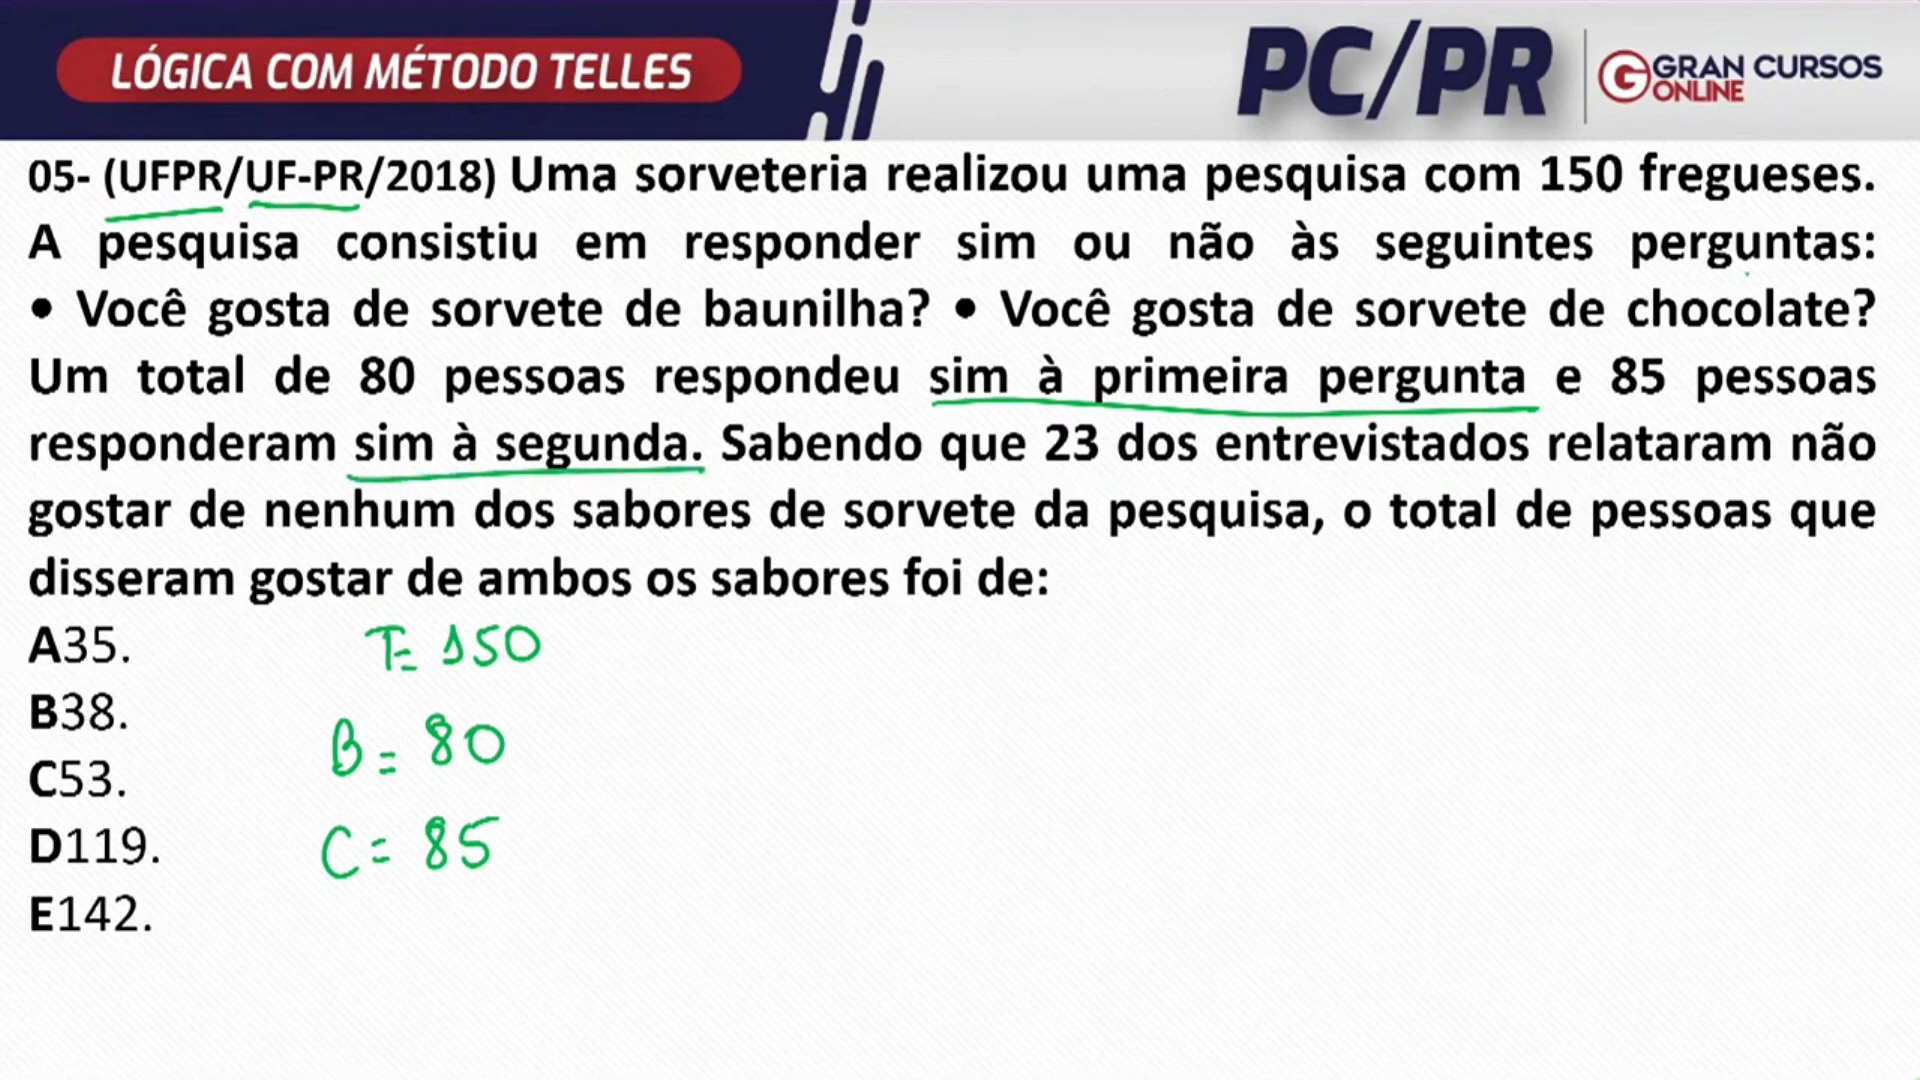 LÓGICA COM MÉTODO TELLES
PC/PR
GRAN CURSOS
ONLINE
05- (UFPR/UF-PR/2018) Uma sorveteria realizou uma pesquisa com 150 fregueses.
A pesquisa consistiu em responder sim ou não às seguintes perguntas:
• Você gosta de sorvete de baunilha? • Você gosta de sorvete de chocolate?
Um total de 80 pessoas respondeu sim à primeira pergunta e 85 pessoas
responderam sim à segunda. Sabendo que 23 dos entrevistados relataram não
gostar de nenhum dos sabores de sorvete da pesquisa, o total de pessoas que
disseram gostar de ambos os sabores foi de:
A35.
B38.
C53.
D119.
E142.
T= 150
B= 80
C= 85